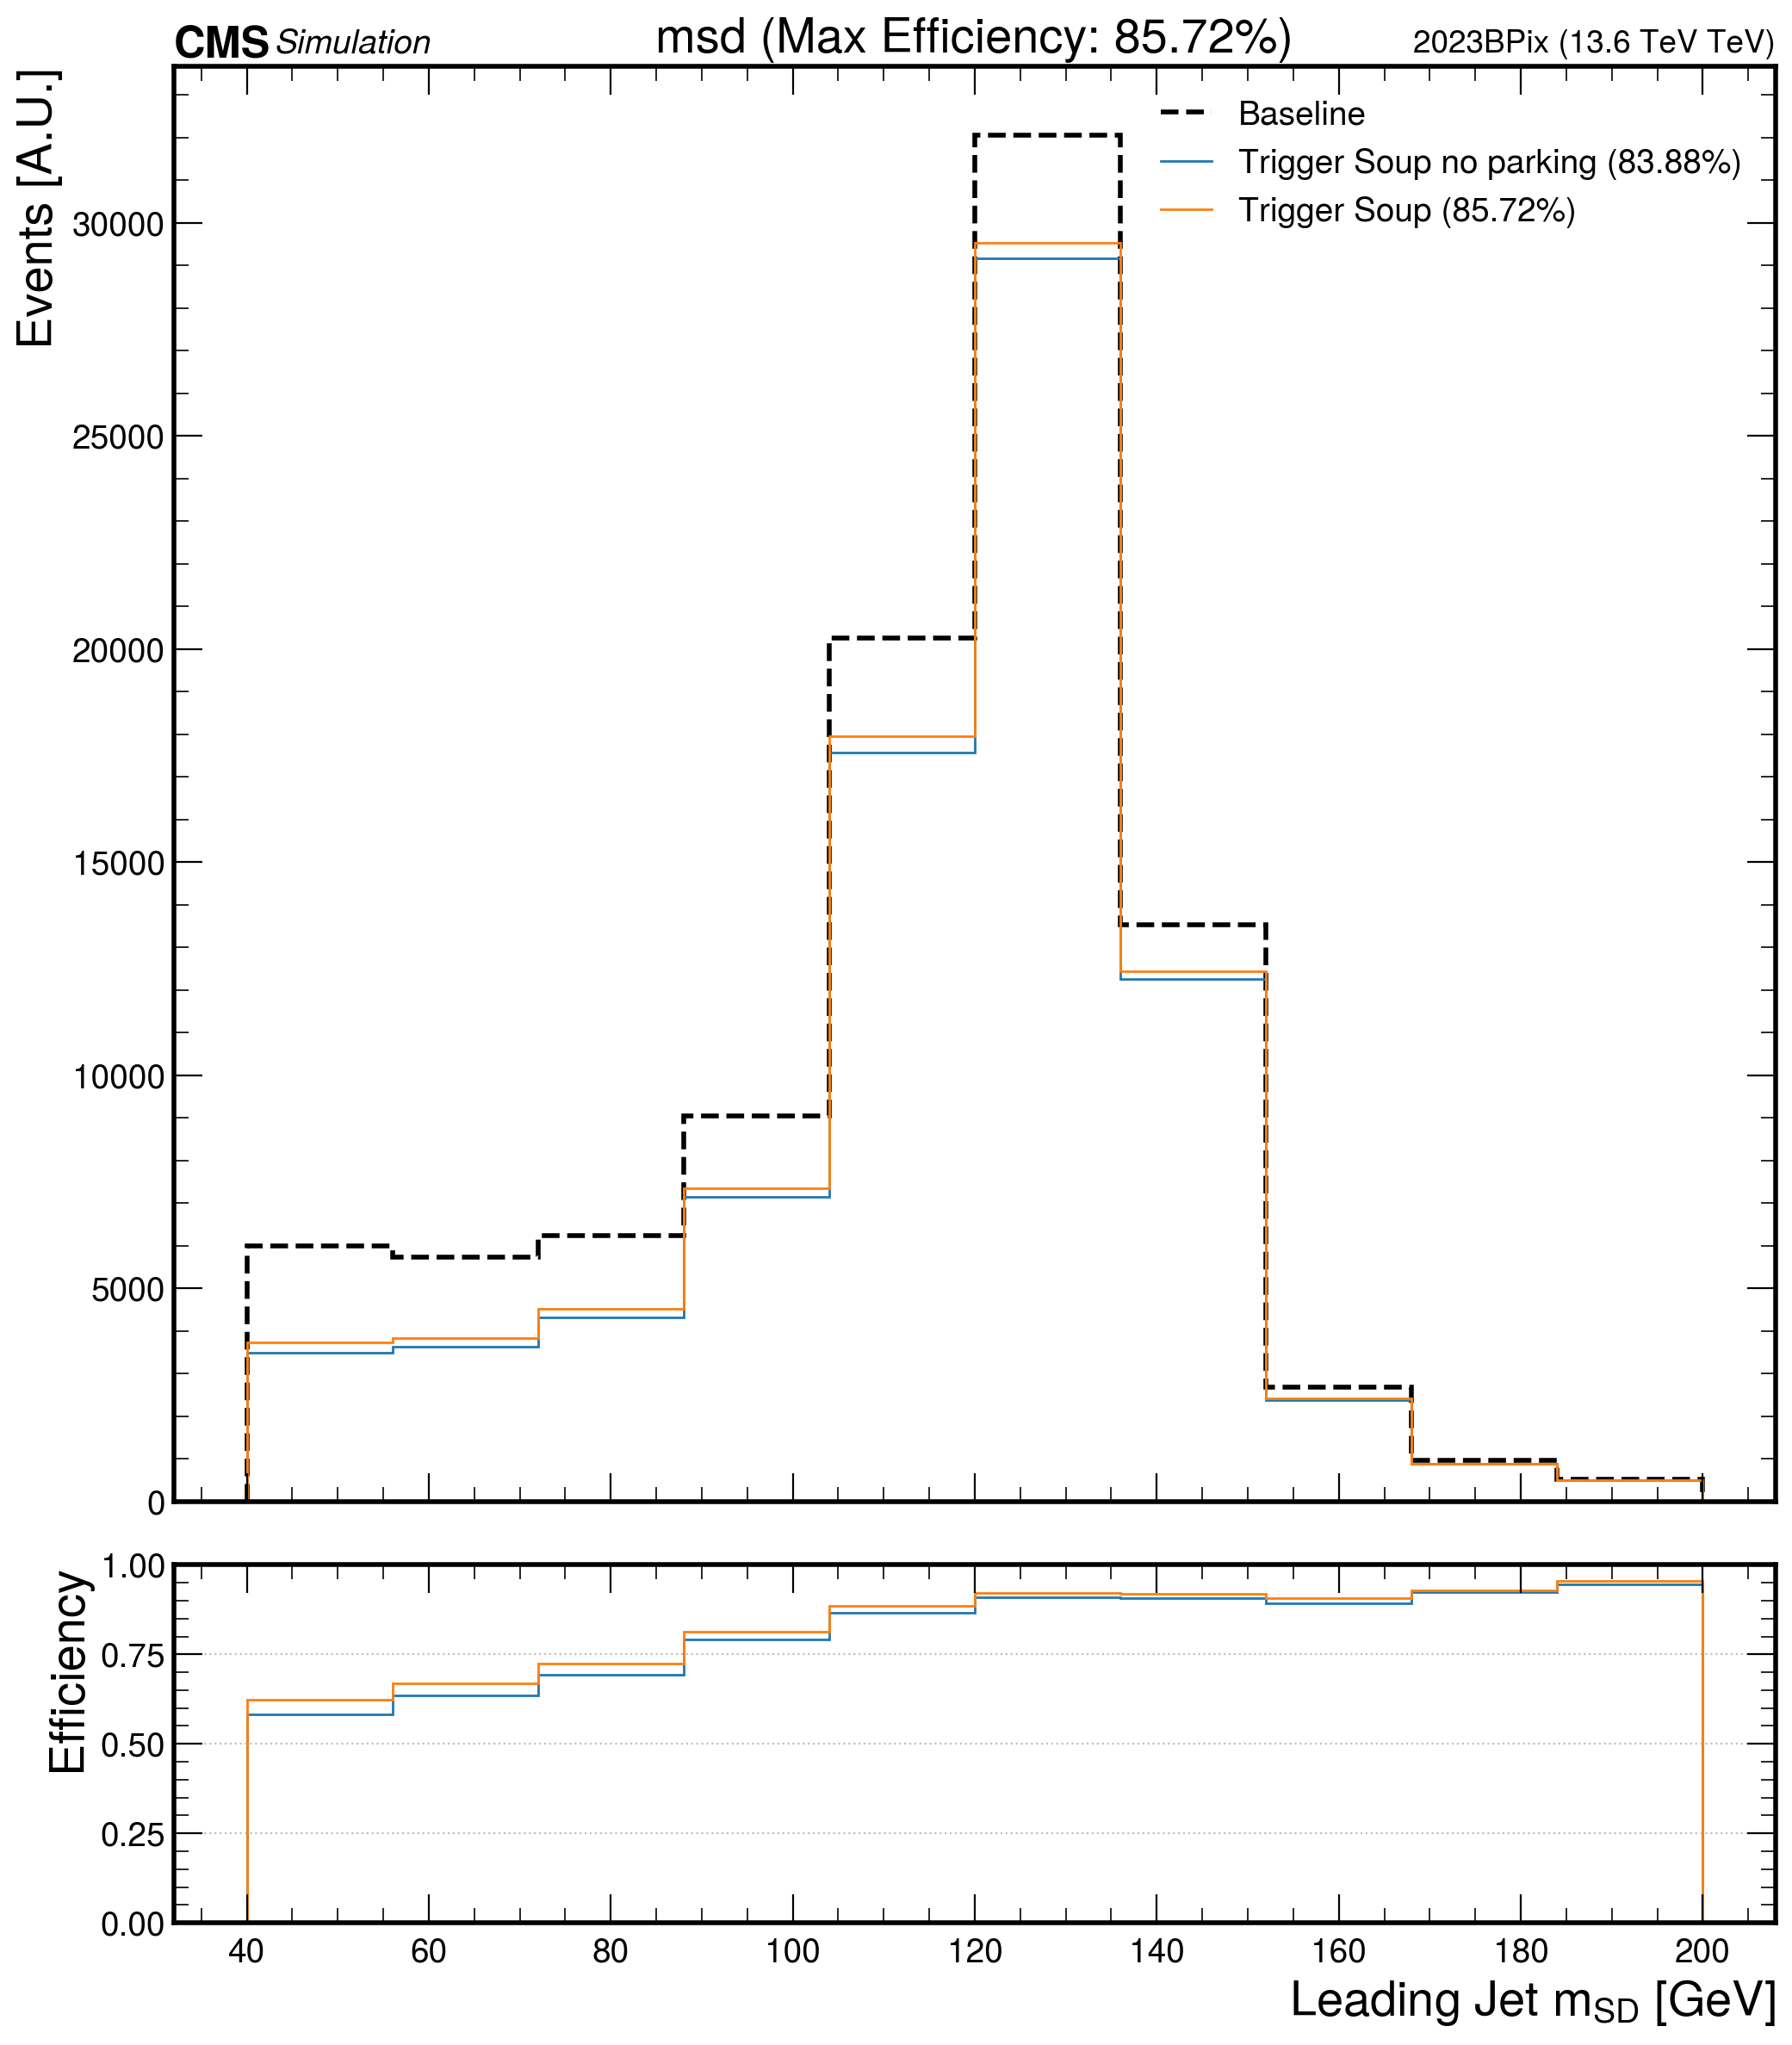 CMS Simulation
msd (Max Efficiency: 85.72%)
2023BPix (13.6 TeV TeV)
Events [A.U.]
Baseline
Trigger Soup no parking (83.88%)
Trigger Soup (85.72%)
30000
25000
20000
15000
10000
5000
0
Efficiency
1.00
0.75
0.50
0.25
0.00
40 60 80 100 120 140 160 180 200
Leading Jet mSD [GeV]